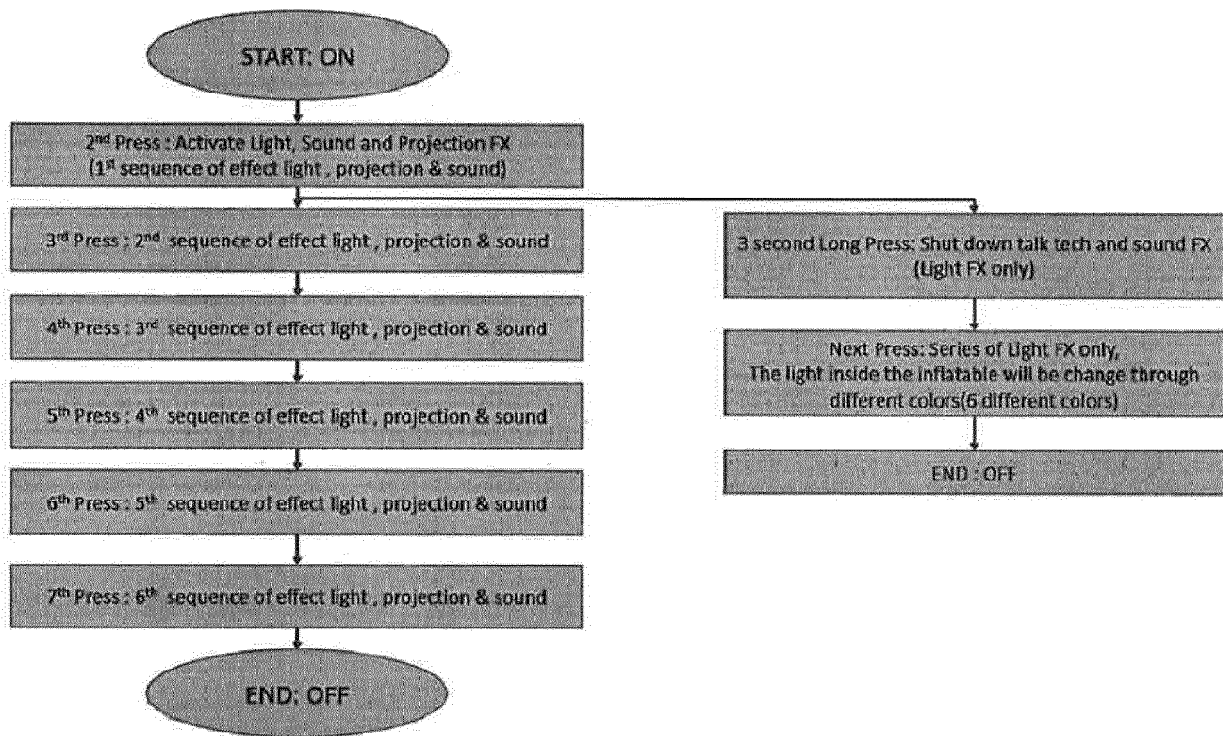 START: ON
2nd Press : Activate Light, Sound and Projection FX
(1st sequence of effect light , projection & sound)
3rd Press : 2nd sequence of effect light , projection & sound
4th Press : 3rd sequence of effect light , projection & sound
5th Press : 4th sequence of effect light , projection & sound
6th Press : 5th sequence of effect light , projection & sound
7th Press : 6th sequence of effect light , projection & sound
END: OFF
3 second Long Press: Shut down talk tech and sound FX
(Light FX only)
Next Press: Series of Light FX only,
The light inside the inflatable will be change through
different colors(6 different colors)
END : OFF